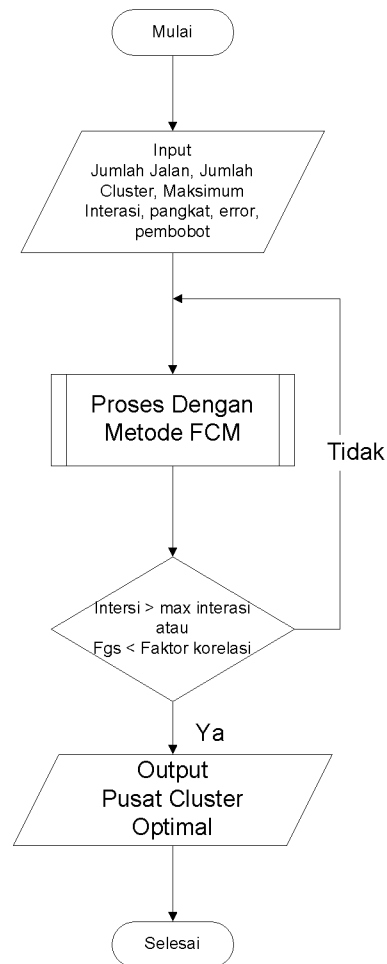 Mulai
Input
Jumlah Jalan, Jumlah
Cluster, Maksimum
Interasi, pangkat, error,
pembobot
Proses Dengan
Metode FCM
Tidak
Intersi > max interasi
atau
Fgs < Faktor korelasi
Ya
Output
Pusat Cluster
Optimal
Selesai